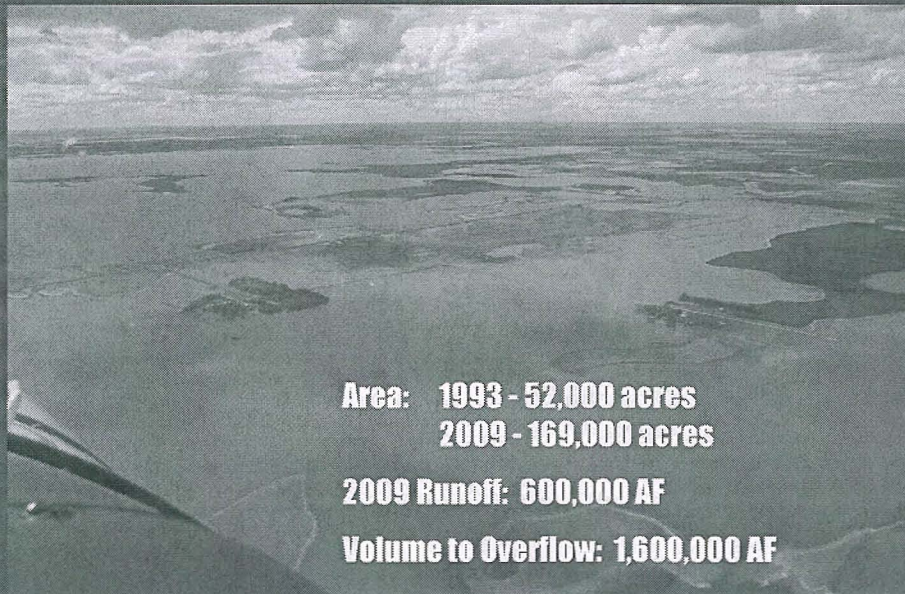 Area: 1993 - 52,000 acres
2009 - 169,000 acres
2009 Runoff: 600,000 AF
Volume to Overflow: 1,600,000 AF